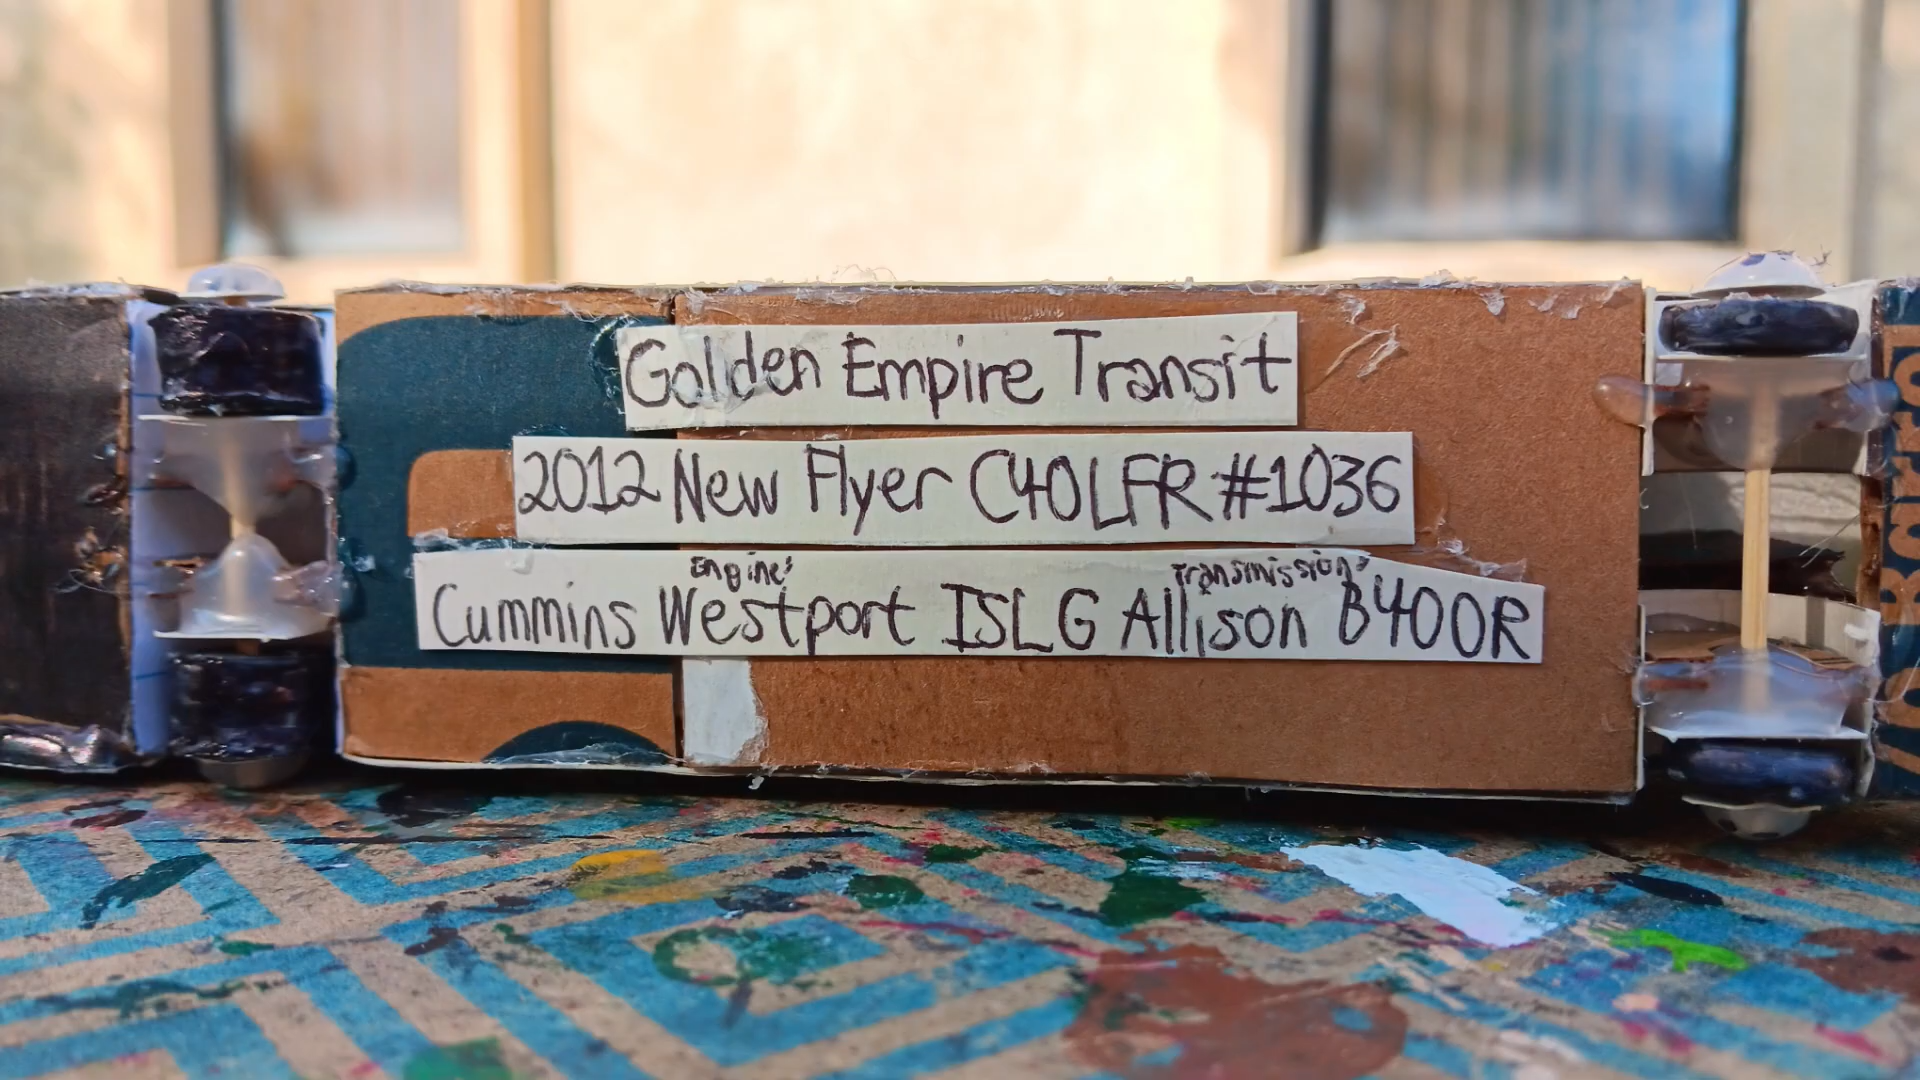 Golden Empire Transit
2012 New Flyer C40LFR #1036
Engine: Transmission:
Cummins Westport ISLG Allison B400R